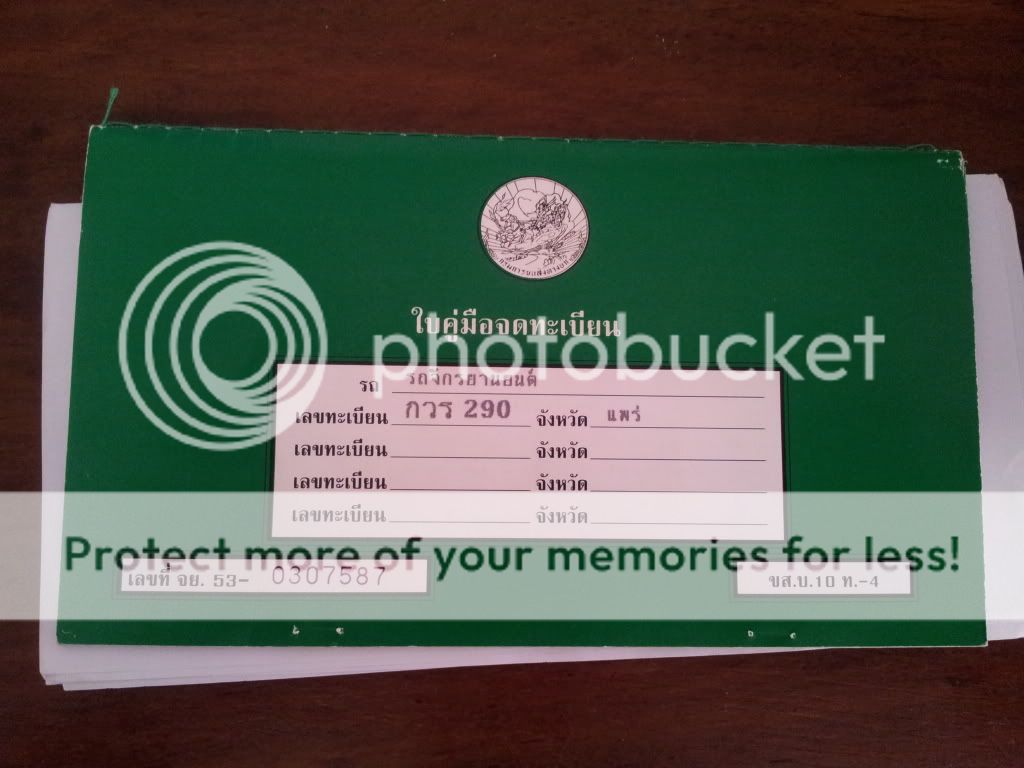 ใบคู่มือจดทะเบียน
photobucket
รถ รถจักรยานยนต์
เลขทะเบียน กวร 290 จังหวัด แพร่
เลขทะเบียน จังหวัด
เลขทะเบียน จังหวัด
เลขทะเบียน จังหวัด
Protect more of your memories for less!
เลขที่ จย. 53- 0307587
ขส.บ.10 ท.-4